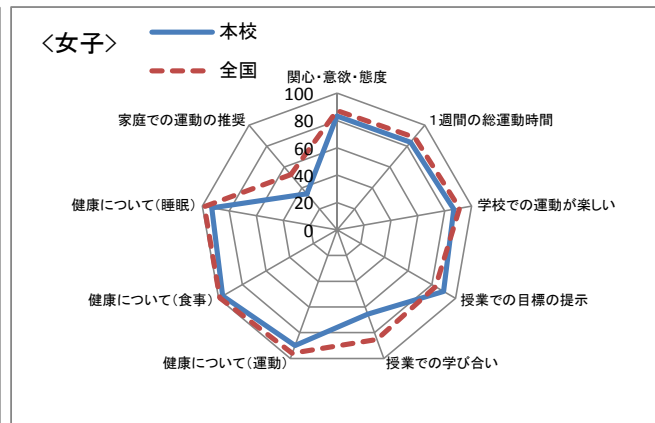 <女子>
本校
全国
関心・意欲・態度
1週間の総運動時間
学校での運動が楽しい
授業での目標の提示
授業での学び合い
健康について(運動)
健康について(食事)
健康について(睡眠)
家庭での運動の推奨
100
80
60
40
20
0